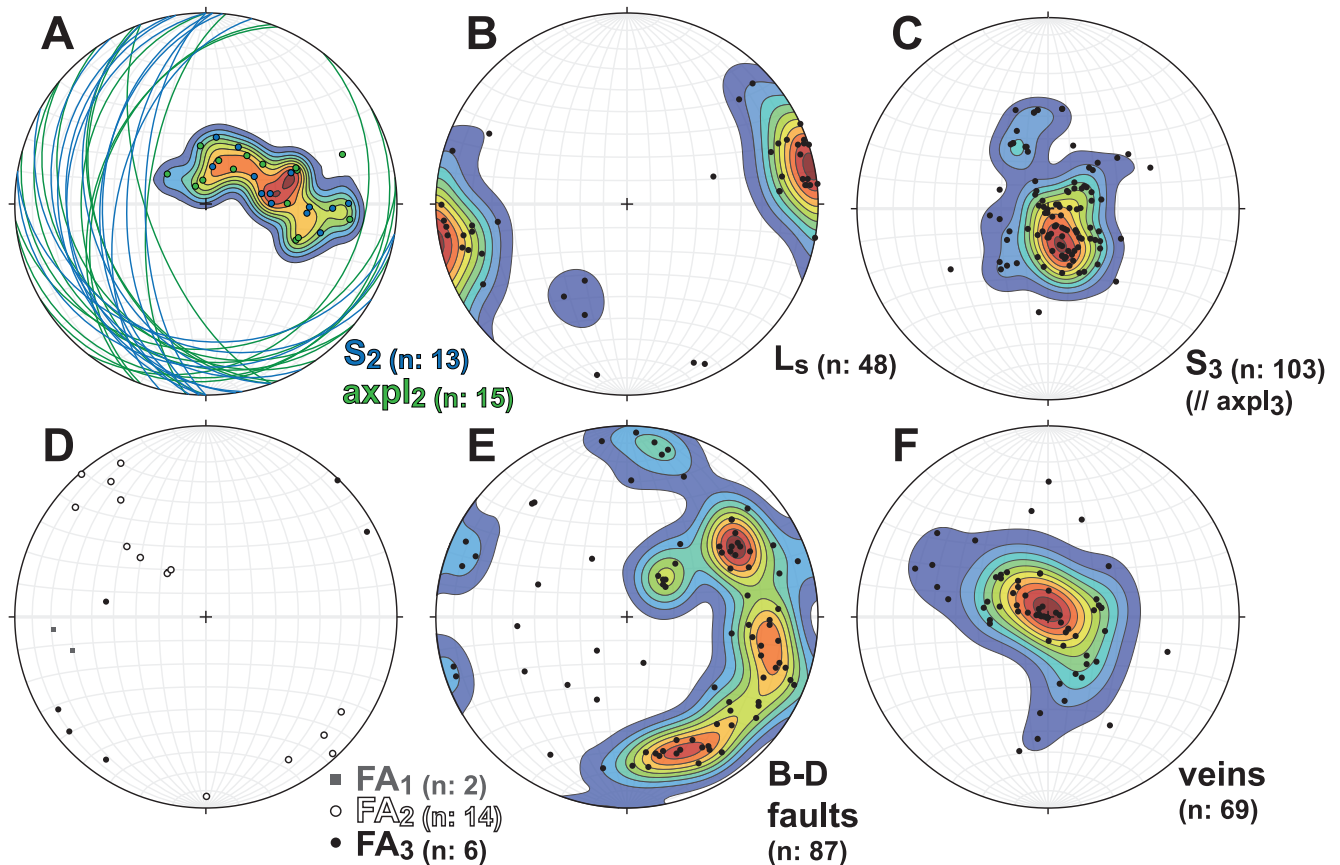 A
B
C
S2 (n: 13)
axpl2 (n: 15)
Ls (n: 48)
S3 (n: 103)
(// axpl3)
D
E
F
FA1 (n: 2)
FA2 (n: 14)
FA3 (n: 6)
B-D
faults
(n: 87)
veins
(n: 69)